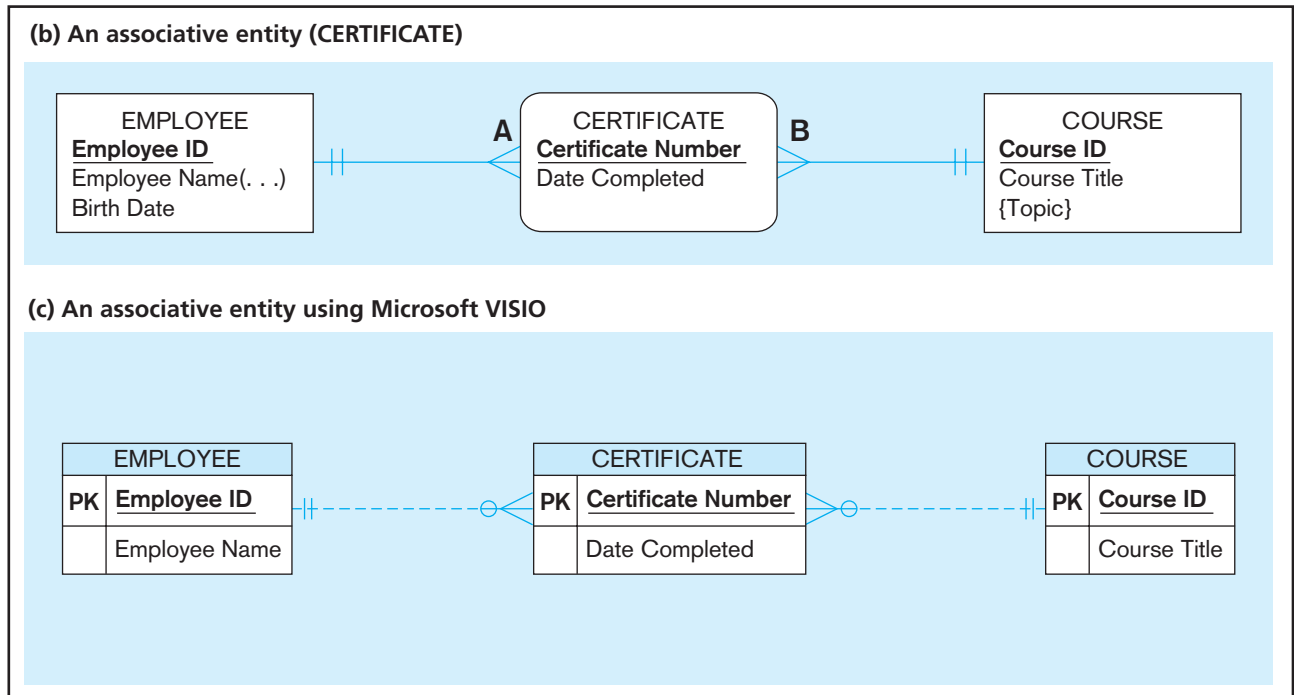 (b) An associative entity (CERTIFICATE)
EMPLOYEE
Employee ID
Employee Name(. . .)
Birth Date
A
CERTIFICATE
Certificate Number
Date Completed
B
COURSE
Course ID
Course Title
{Topic}
(c) An associative entity using Microsoft VISIO
EMPLOYEE
PK Employee ID
Employee Name
CERTIFICATE
PK Certificate Number
Date Completed
COURSE
PK Course ID
Course Title